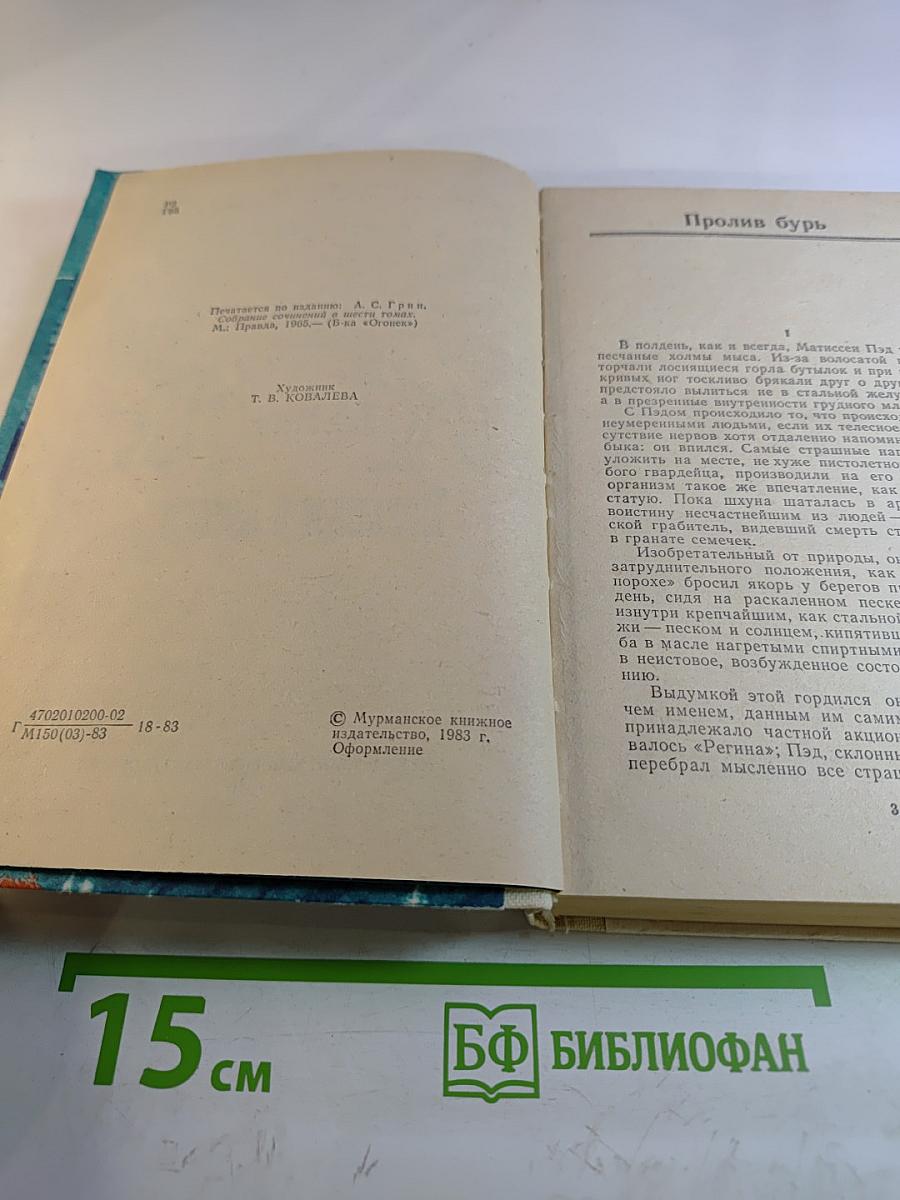 Р2
Г85
Печатается по изданию: А. С. Грин.
Собрание сочинений в шести томах.
М.: Правда, 1965.— (Б-ка «Огонек»)
Художник
Т. В. КОВАЛЕВА
Г 4702010200-02 18-83
М150(03)-83
© Мурманское книжное
издательство, 1983 г.
Оформление
Пролив бурь
I
В полдень, как и всегда, Матиссен Пэд
песчаные холмы мыса. Из-за волосатой
торчали лосящиеся горла бутылок и при
кривых ног тоскливо брякали друг о дру
предстояло вылиться не в стальной желу
а в презренные внутренности грудного мл
С Пэдом происходило то, что происхо
неумеренными людьми, если их телесное
сутствие нервов хотя отдаленно напомин
быка: он впился. Самые страшные нап
уложить на месте, не хуже пистолетно
бого гвардейца, производили на его
организм такое же впечатление, как
статую. Пока шхуна шаталась в ар
воистину несчастнейшим из людей—
ской грабитель, видевший смерть ст
в гранате семечек.
Изобретательный от природы, он
затруднительного положения, как
порохе» бросил якорь у берегов п
день, сидя на раскаленном песке
изнутри крепчайшим, как стальной
жи — песком и солнцем, кипятивш
ба в масле нагретыми спиртными
в неистовое, возбужденное состо
нию.
Выдумкой этой гордился он
чем именем, данным им самим
принадлежало частной акцион
валось «Регина»; Пэд, склонны
перебрал мысленно все страш
3
15 см
БФ БИБЛИОФАН